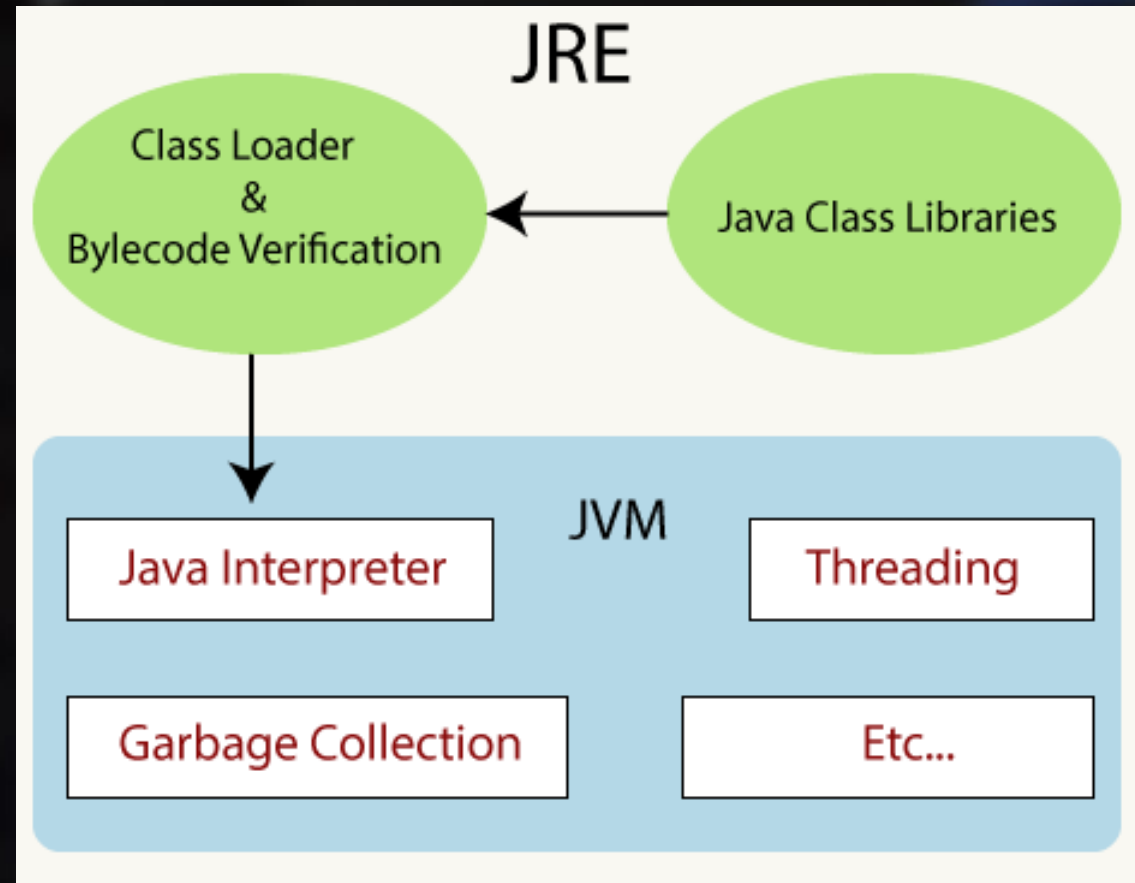 JRE
Class Loader
&
Bylecode Verification
Java Class Libraries
JVM
Java Interpreter
Threading
Garbage Collection
Etc...